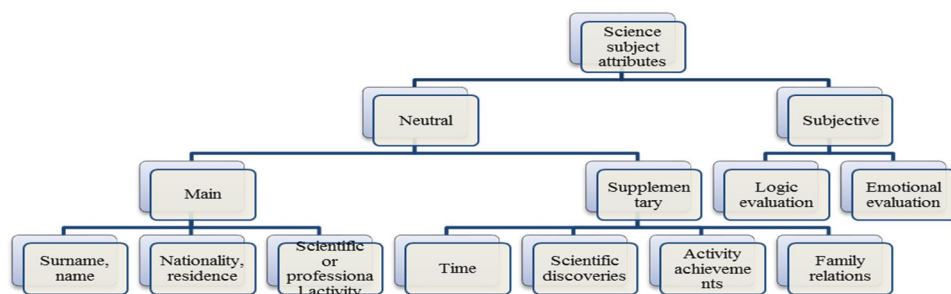 Science
subject
attributes
Neutral
Subjective
Main
Supplemen
tary
Logic
evaluation
Emotional
evaluation
Surname,
name
Nationality,
residence
Scientific
or
professiona
l activity
Time
Scientific
discoveries
Activity
achieveme
nts
Family
relations